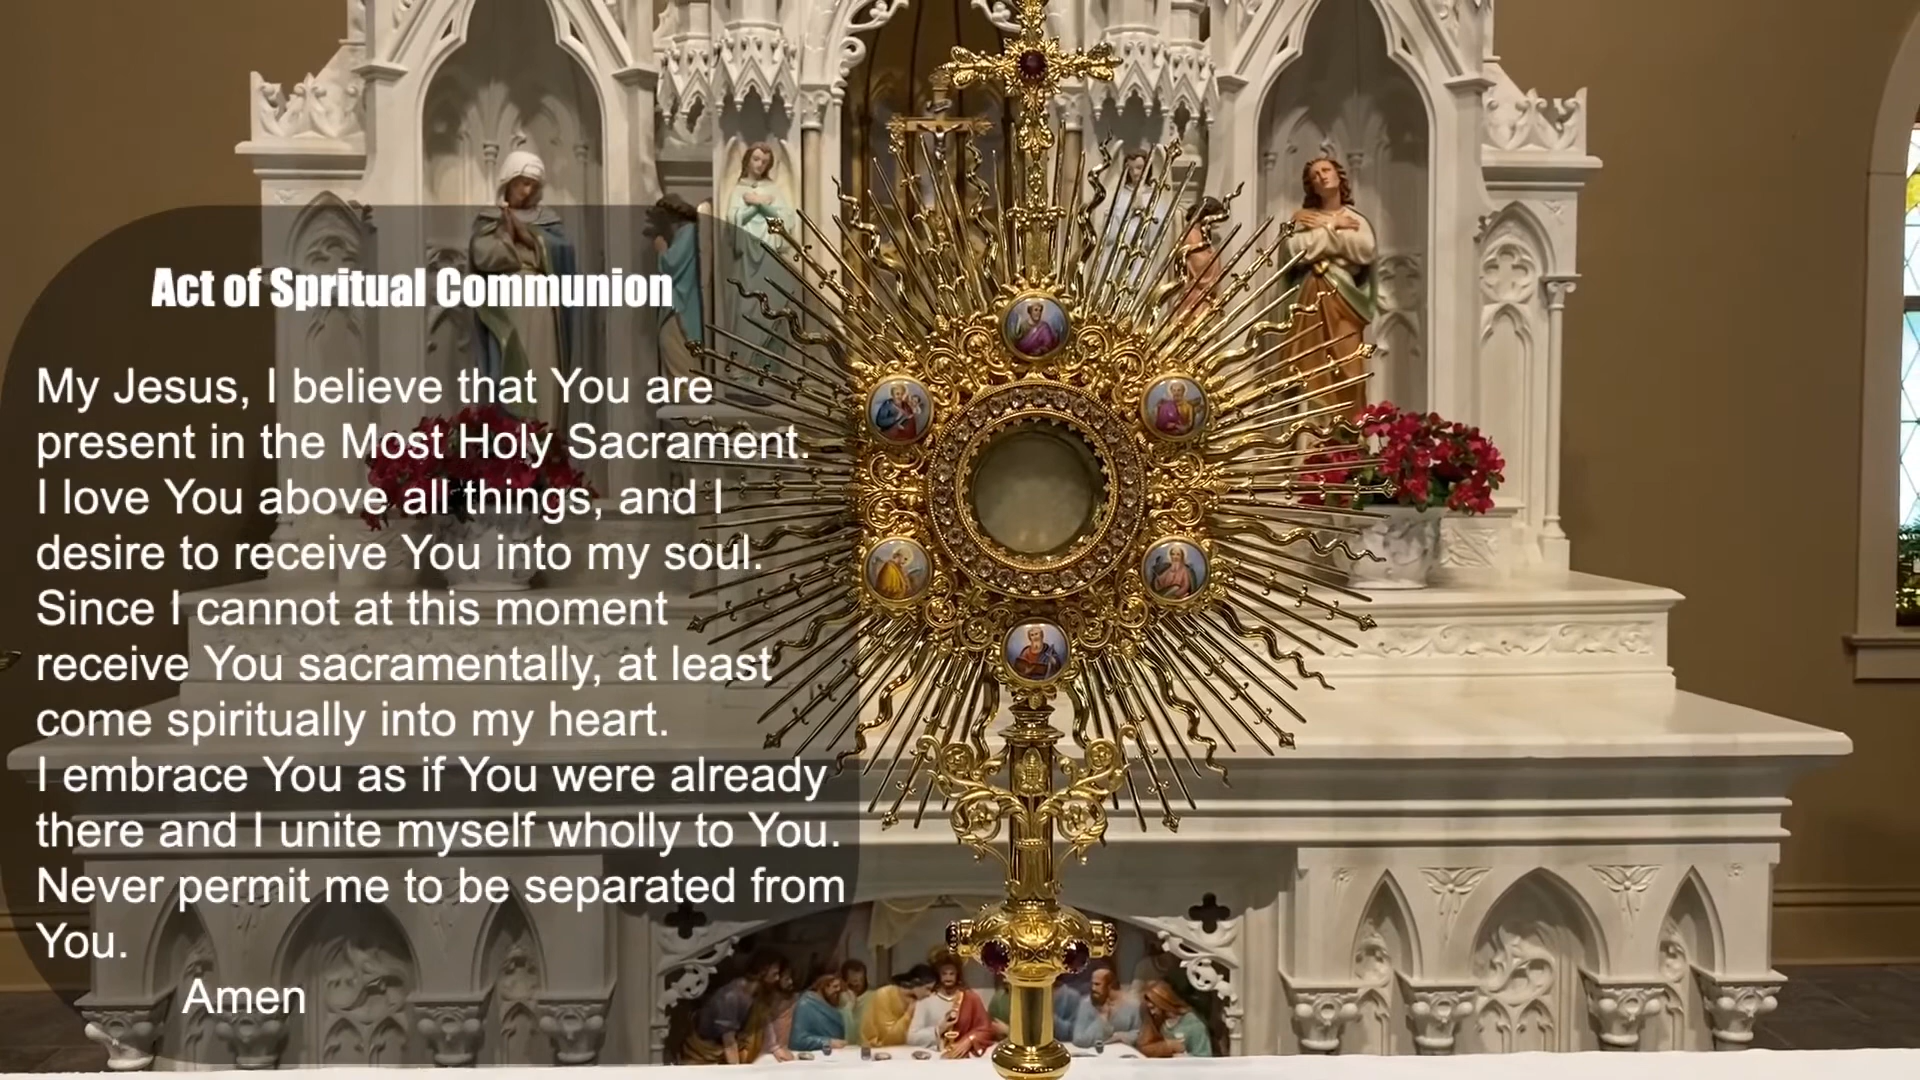 Act of Spritual Communion
My Jesus, I believe that You are
present in the Most Holy Sacrament.
I love You above all things, and I
desire to receive You into my soul.
Since I cannot at this moment
receive You sacramentally, at least
come spiritually into my heart.
I embrace You as if You were already
there and I unite myself wholly to You.
Never permit me to be separated from
You.
Amen